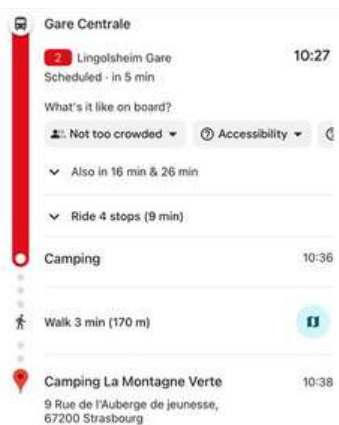 Gare Centrale
2 Lingolsheim Gare 10:27
Scheduled · in 5 min
What's it like on board?
Not too crowded Accessibility
Also in 16 min & 26 min
Ride 4 stops (9 min)
Camping 10:36
Walk 3 min (170 m)
Camping La Montagne Verte 10:38
9 Rue de l'Auberge de jeunesse,
67200 Strasbourg